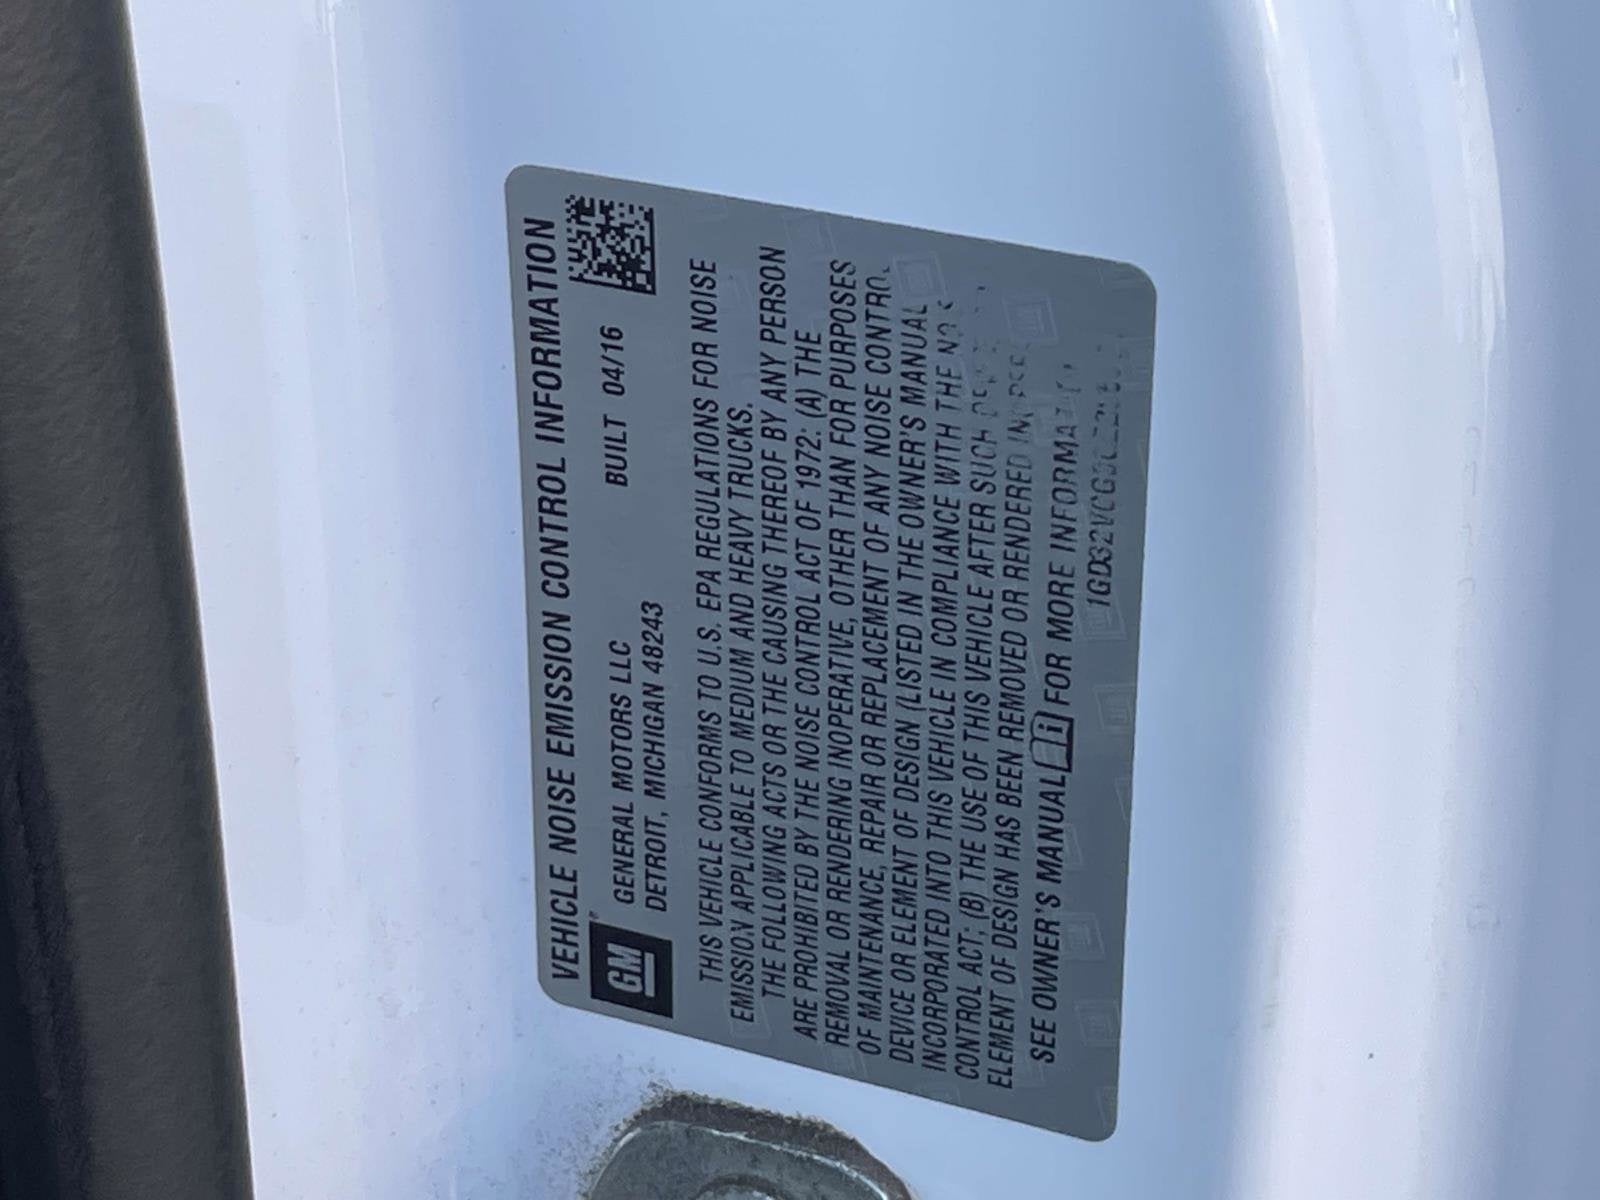 VEHICLE NOISE EMISSION CONTROL INFORMATION
GM
GENERAL MOTORS LLC
DETROIT, MICHIGAN 48243
BUILT 04/16
THIS VEHICLE CONFORMS TO U.S. EPA REGULATIONS FOR NOISE
EMISSION APPLICABLE TO MEDIUM AND HEAVY TRUCKS.
THE FOLLOWING ACTS OR THE CAUSING THEREOF BY ANY PERSON
ARE PROHIBITED BY THE NOISE CONTROL ACT OF 1972: (A) THE
REMOVAL OR RENDERING INOPERATIVE, OTHER THAN FOR PURPOSES
OF MAINTENANCE, REPAIR OR REPLACEMENT OF ANY NOISE CONTROL
DEVICE OR ELEMENT OF DESIGN (LISTED IN THE OWNER'S MANUAL
INCORPORATED INTO THIS VEHICLE IN COMPLIANCE WITH THE
CONTROL ACT; (B) THE USE OF THIS VEHICLE AFTER SUCH
ELEMENT OF DESIGN HAS BEEN REMOVED OR RENDERED
SEE OWNER'S MANUAL i FOR MORE INFORMATION